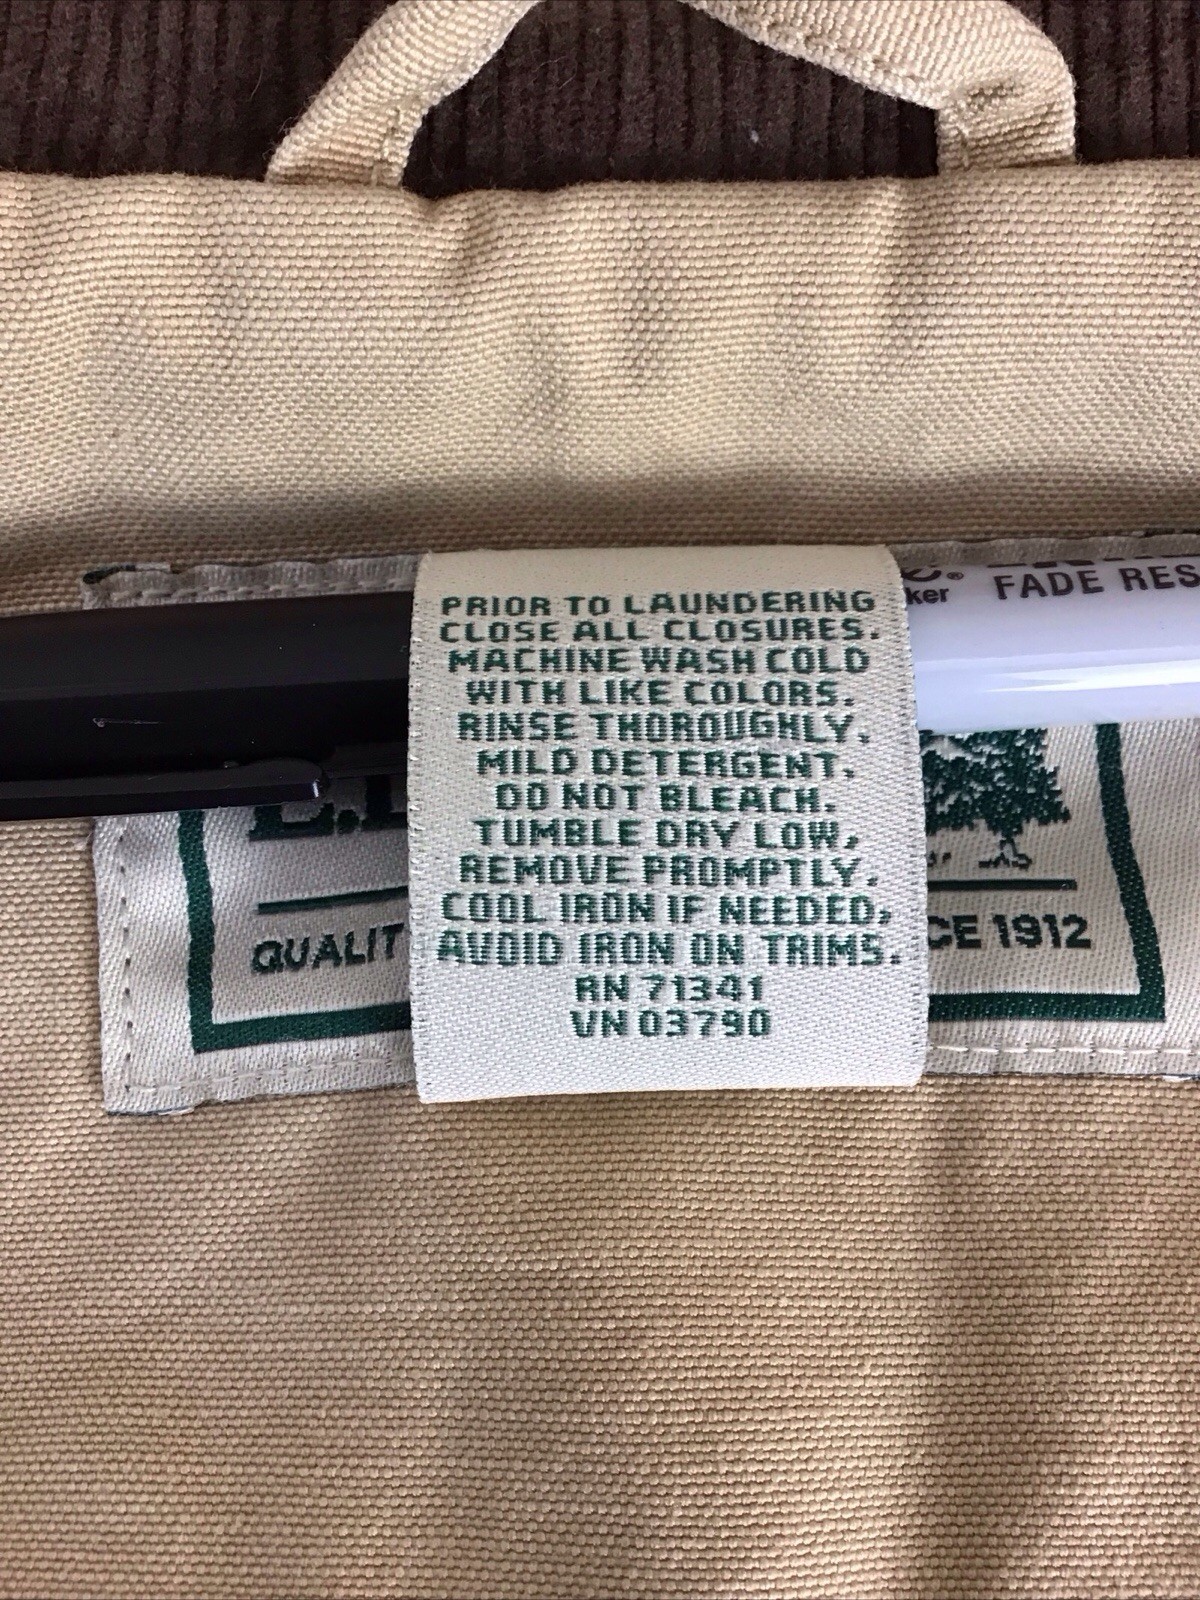 ker
FADE RES
PRIOR TO LAUNDERING
CLOSE ALL CLOSURES.
MACHINE WASH COLD
WITH LIKE COLORS.
RINSE THOROUGHLY.
MILD DETERGENT.
DO NOT BLEACH.
TUMBLE DRY LOW,
REMOVE PROMPTLY.
COOL IRON IF NEEDED,
AVOID IRON ON TRIMS.
RN 71341
VN 03790
QUALIT CE 1912